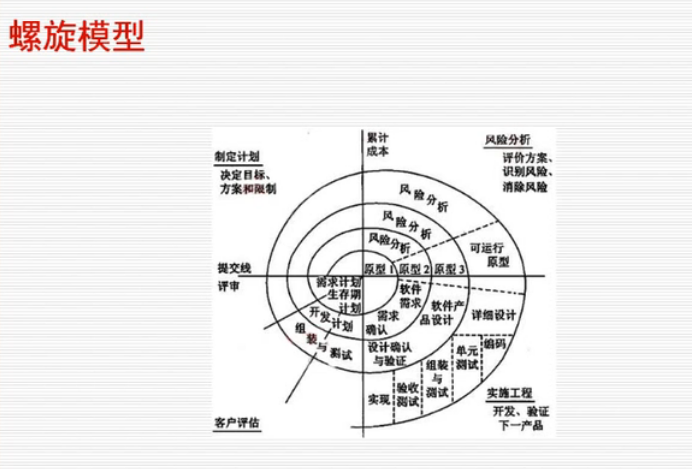 螺旋模型
累计
成本
制定计划
决定目标、
方案和限制
风险分析
评价方案、
识别风险、
消除风险
风险分析
风险分析
风险分析
可运行
原型
提交线
评审
原型1
原型2
原型3
需求计划
生存期
计划
软件
需求
需求
确认
软件产
品设计
详细设计
开发计划
组装与测试
设计确认
与验证
单元
测试
编码
组装
与
测试
实现
验收
测试
实施工程
开发、验证
下一产品
客户评估